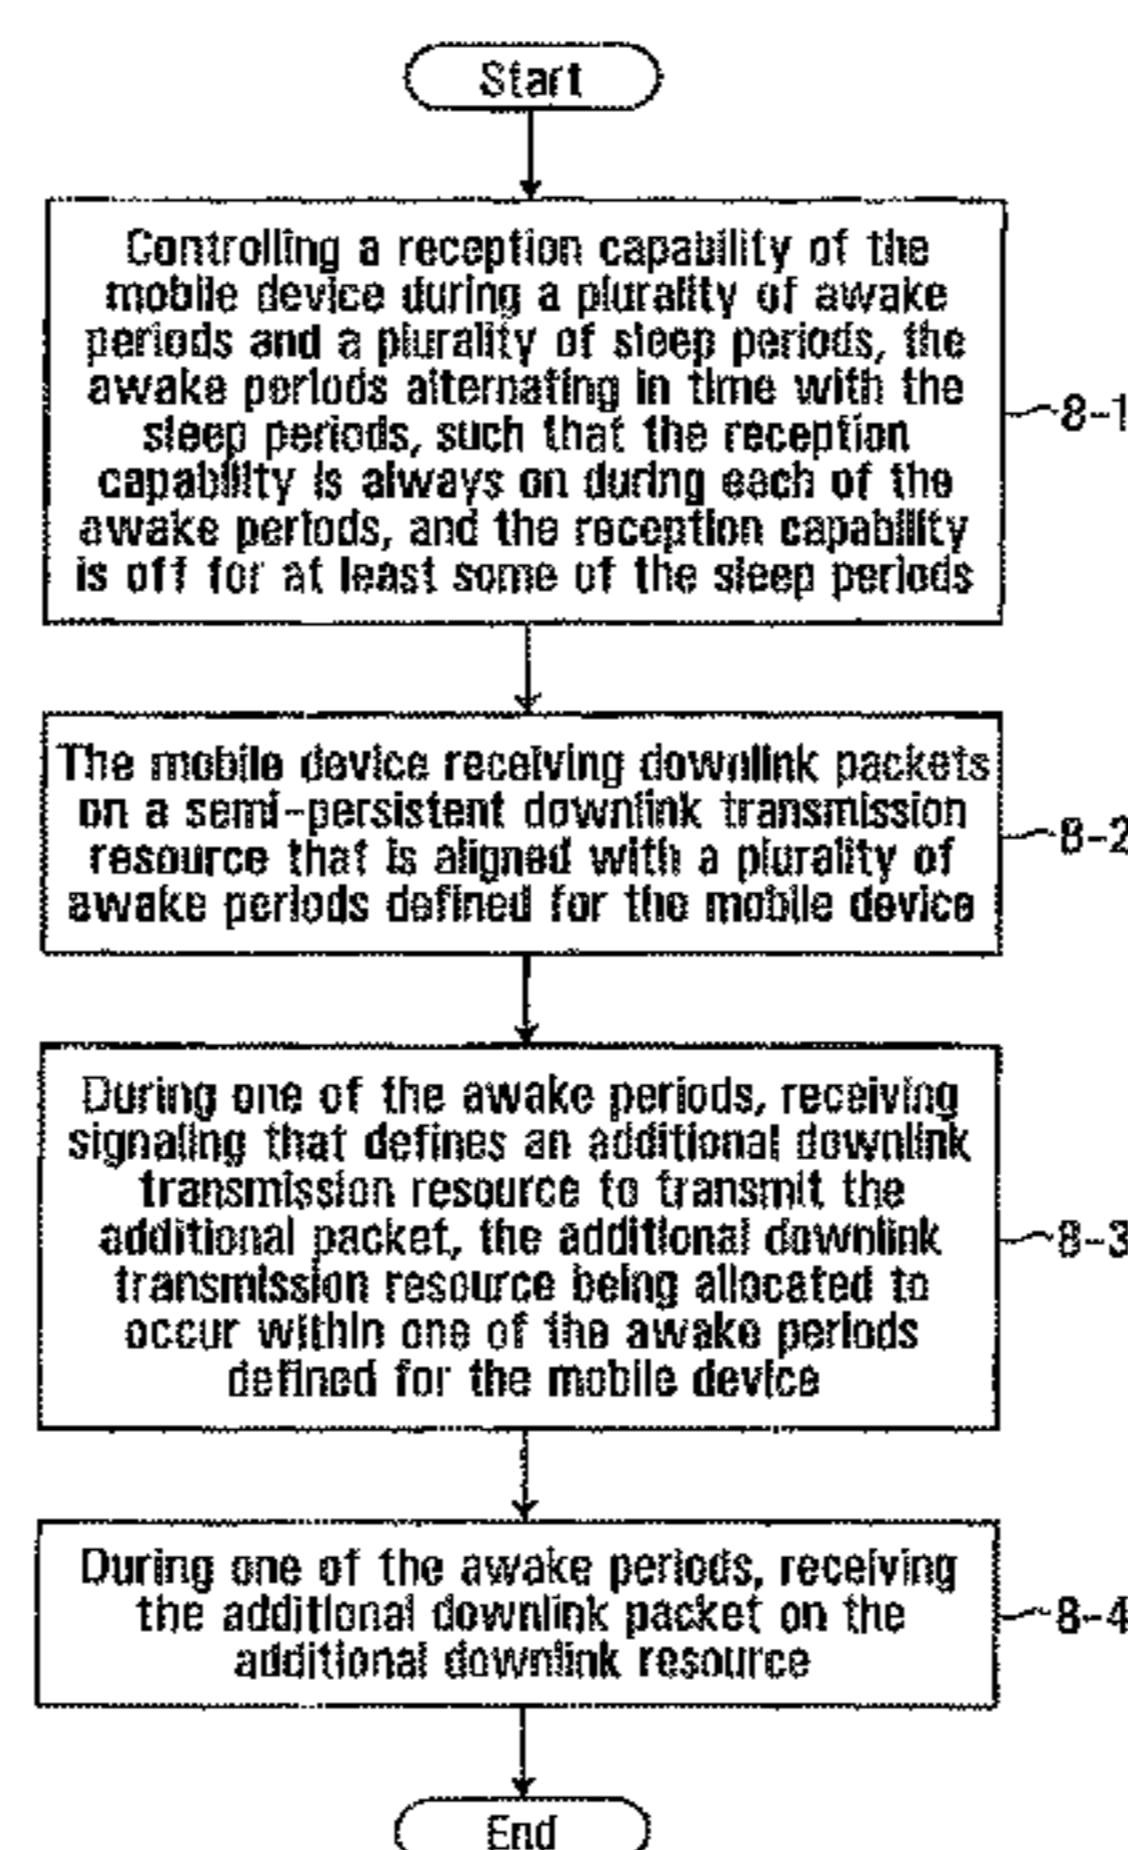 Start
Controlling a reception capability of the
mobile device during a plurality of awake
periods and a plurality of sleep periods, the
awake periods alternating in time with the
sleep periods, such that the reception
capability is always on during each of the
awake periods, and the reception capability
is off for at least some of the sleep periods
8-1
The mobile device receiving downlink packets
on a semi-persistent downlink transmission
resource that is aligned with a plurality of
awake periods defined for the mobile device
8-2
During one of the awake periods, receiving
signaling that defines an additional downlink
transmission resource to transmit the
additional packet, the additional downlink
transmission resource being allocated to
occur within one of the awake periods
defined for the mobile device
8-3
During one of the awake periods, receiving
the additional downlink packet on the
additional downlink resource
8-4
End